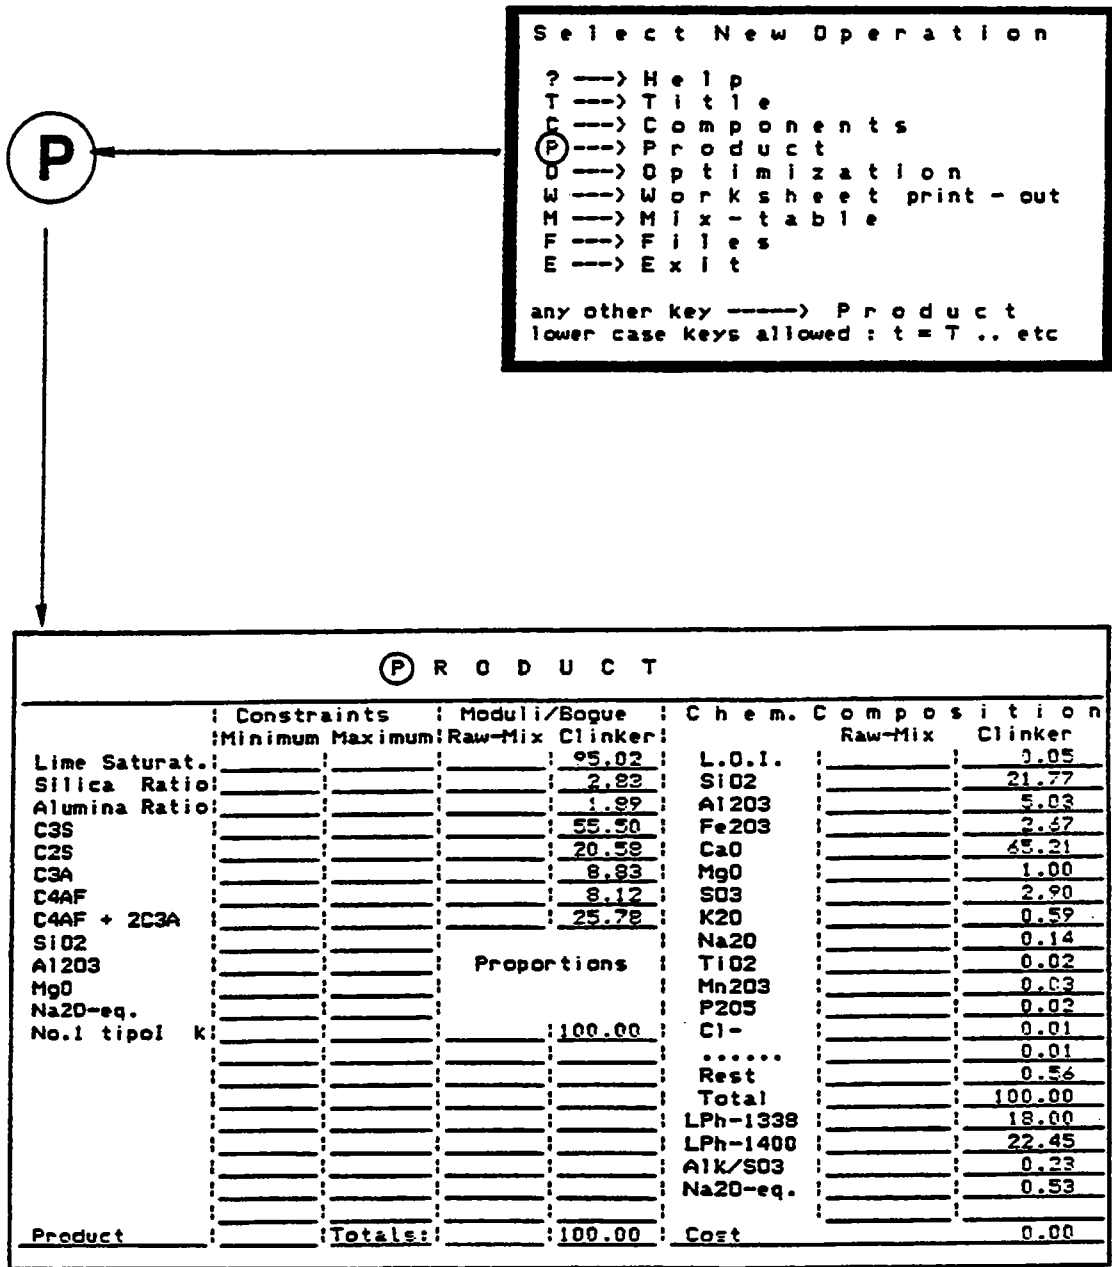 Select New Operation
? ---> Help
T ---> Title
C ---> Components
P ---> Product
O ---> Optimization
W ---> Worksheet print - out
M ---> Mix - table
F ---> Files
E ---> Exit
any other key -----> Product
lower case keys allowed : t = T .. etc
P
PRODUCT
Constraints Moduli/Bogue Chem. Composition
Minimum Maximum Raw-Mix Clinker Raw-Mix Clinker
Lime Saturat. 95.02 L.O.I. 0.05
Silica Ratio 2.83 SiO2 21.77
Alumina Ratio 1.89 Al2O3 5.03
C3S 55.50 Fe2O3 2.67
C2S 20.58 CaO 65.21
C3A 8.83 MgO 1.00
C4AF 8.12 SO3 2.90
C4AF + 2C3A 25.78 K2O 0.59
SiO2 Na2O 0.14
Al2O3 Proportions TiO2 0.02
MgO Mn2O3 0.03
Na2O-eq. P2O5 0.02
No.1 tipoI k 100.00 Cl- 0.01
...... 0.01
Rest 0.56
Total 100.00
LPh-1338 18.00
LPh-1400 22.45
Alk/SO3 0.23
Na2O-eq. 0.53
Product Totals: 100.00 Cost 0.00